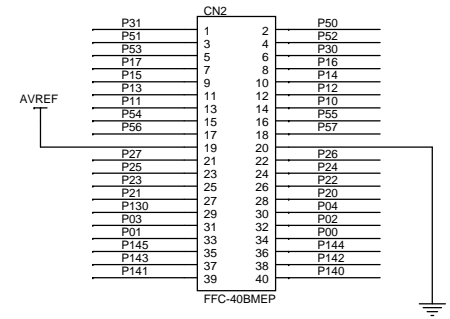 CN2
P31 1 2 P50
P51 3 4 P52
P53 5 6 P30
P17 7 8 P16
P15 9 10 P14
P13 11 12 P12
AVREF
P11 13 14 P10
P54 15 16 P55
P56 17 18 P57
19 20
P27 21 22 P26
P25 23 24 P24
P23 25 26 P22
P21 27 28 P20
P130 29 30 P04
P03 31 32 P02
P01 33 34 P00
P145 35 36 P144
P143 37 38 P142
P141 39 40 P140
FFC-40BMEP